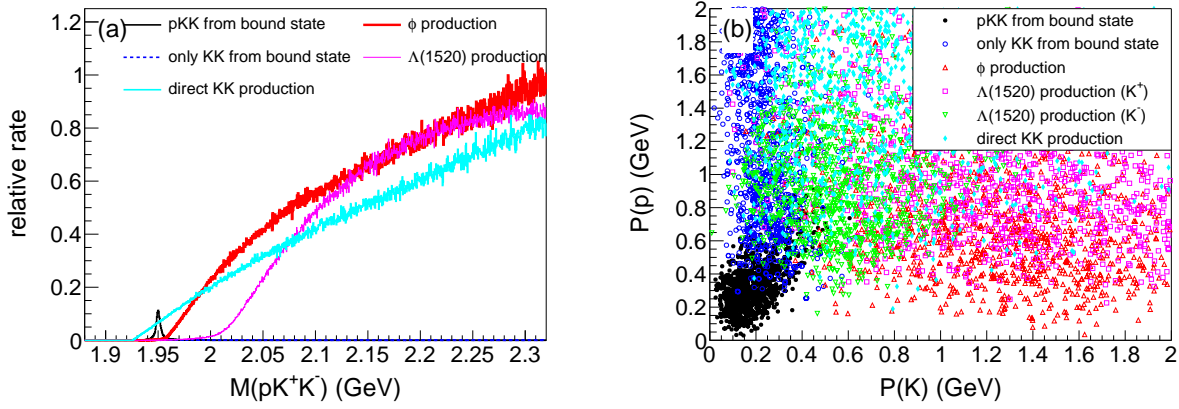 (a)
pKK from bound state
φ production
only KK from bound state
Λ(1520) production
direct KK production
relative rate
1.2
1
0.8
0.6
0.4
0.2
0
1.9 1.95 2 2.05 2.1 2.15 2.2 2.25 2.3
M(pK⁺K⁻) (GeV)
(b)
pKK from bound state
only KK from bound state
φ production
Λ(1520) production (K⁺)
Λ(1520) production (K⁻)
direct KK production
P(p) (GeV)
2
1.8
1.6
1.4
1.2
1
0.8
0.6
0.4
0.2
0
0 0.2 0.4 0.6 0.8 1 1.2 1.4 1.6 1.8 2
P(K) (GeV)